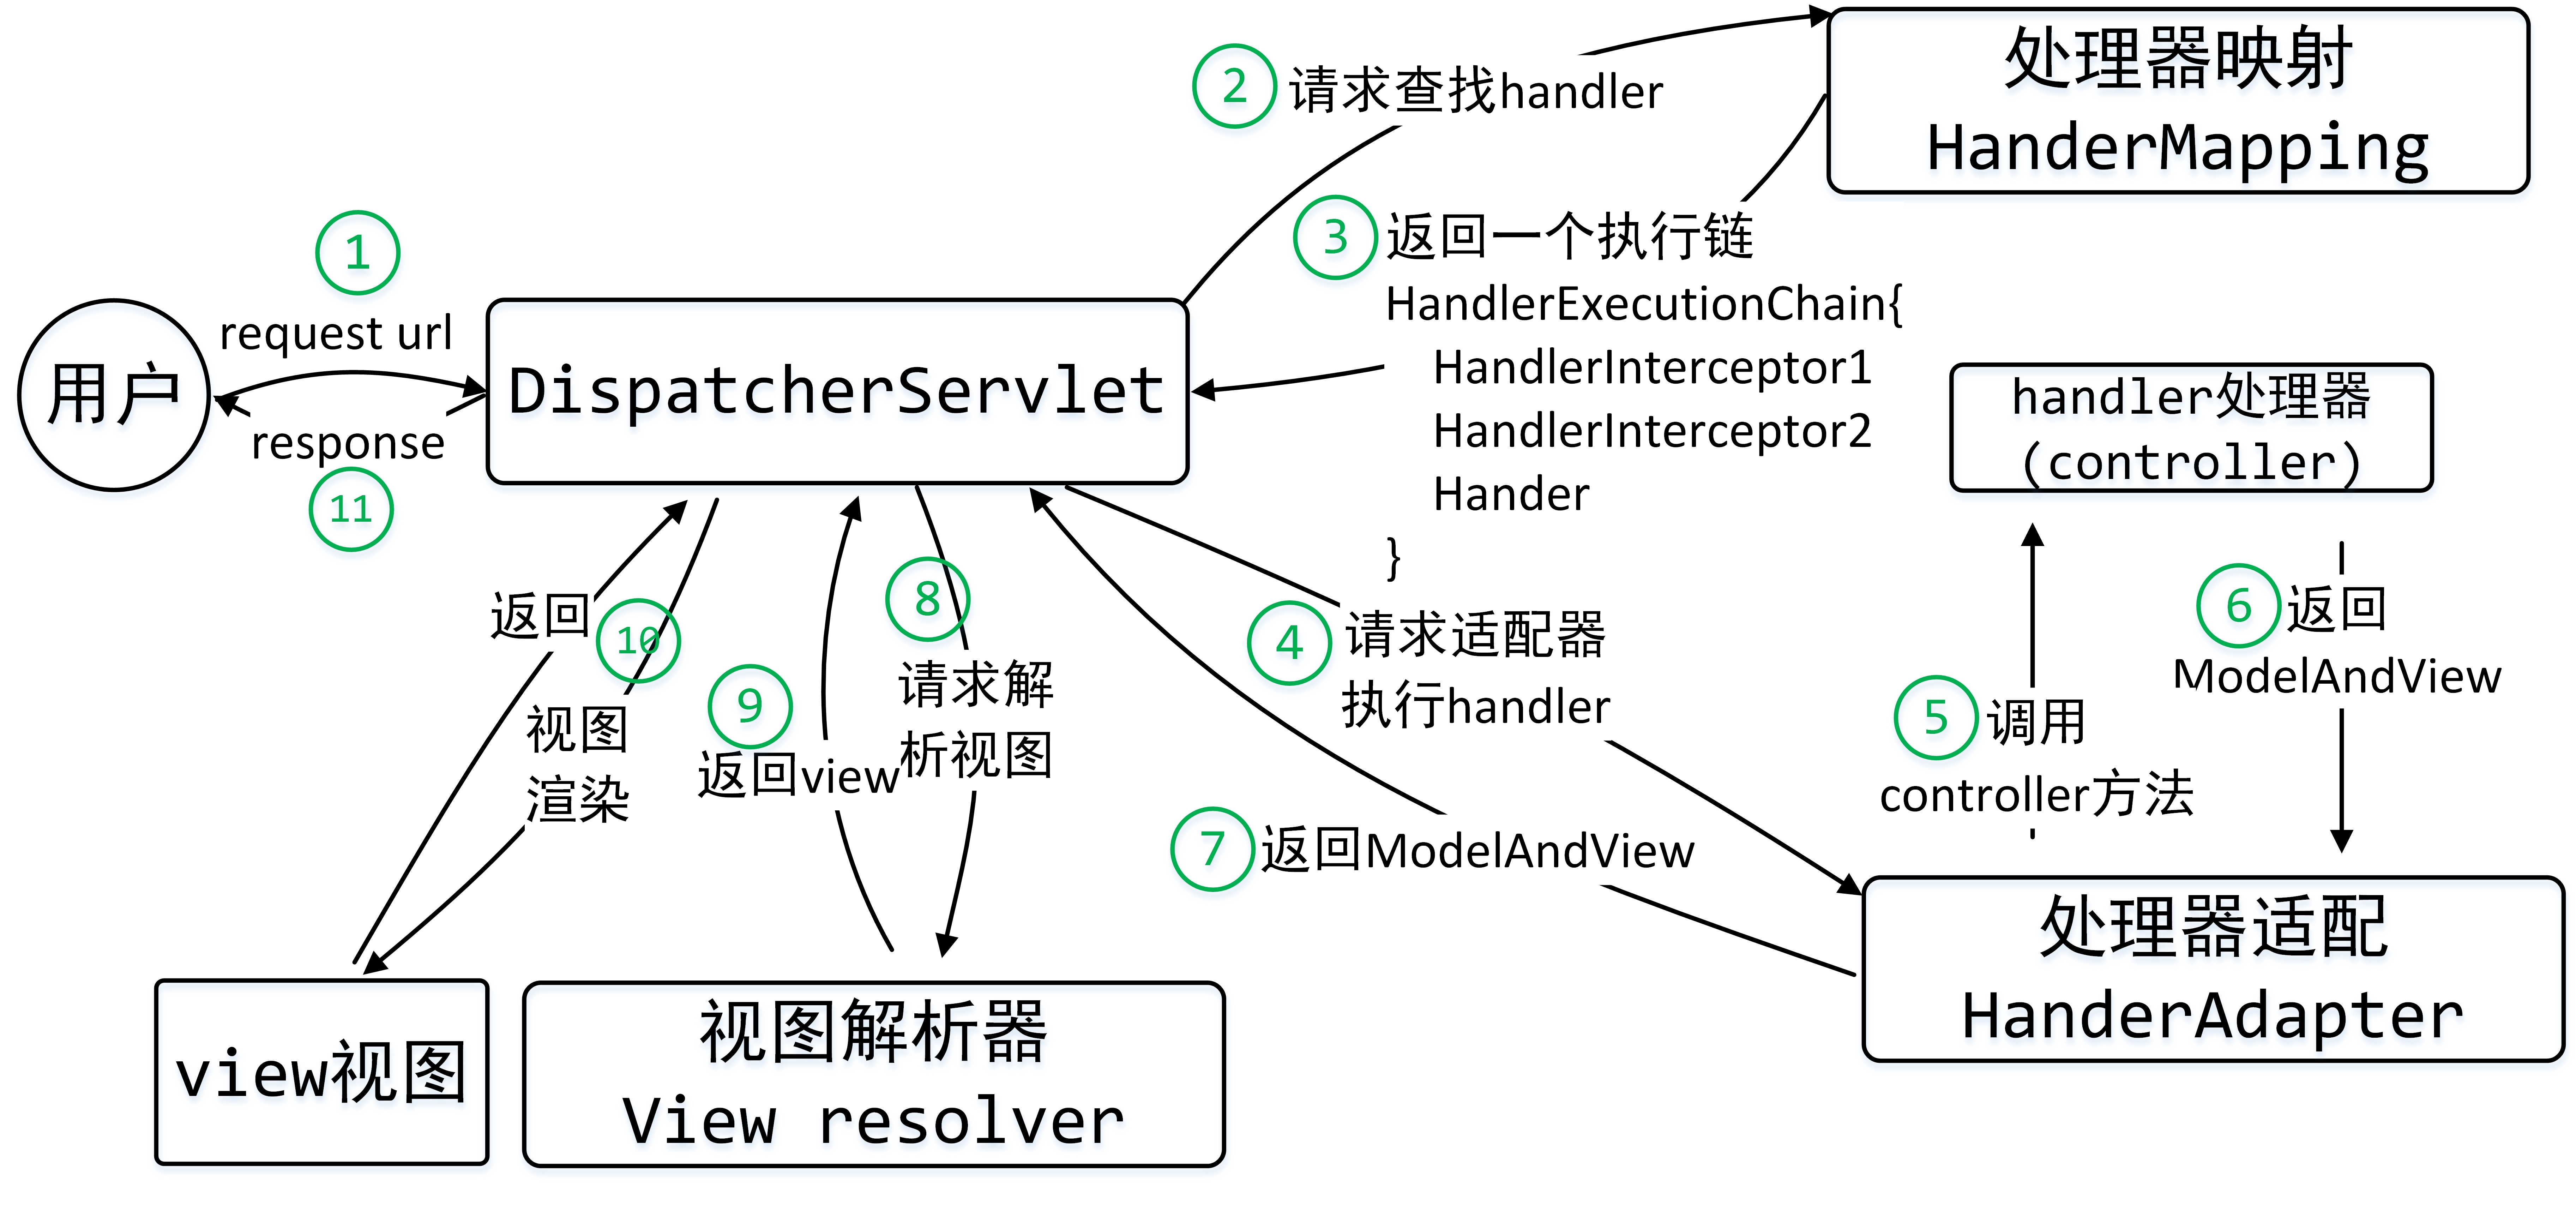 1
request url
用户
response
11
DispatcherServlet
2
请求查找handler
处理器映射
HanderMapping
3
返回一个执行链
HandlerExecutionChain{
HandlerInterceptor1
HandlerInterceptor2
Hander
}
handler处理器
(controller)
4
请求适配器
执行handler
5
调用
controller方法
6
返回
ModelAndView
7
返回ModelAndView
处理器适配
HanderAdapter
8
请求解
析视图
9
返回view
返回
10
视图
渲染
view视图
视图解析器
View resolver